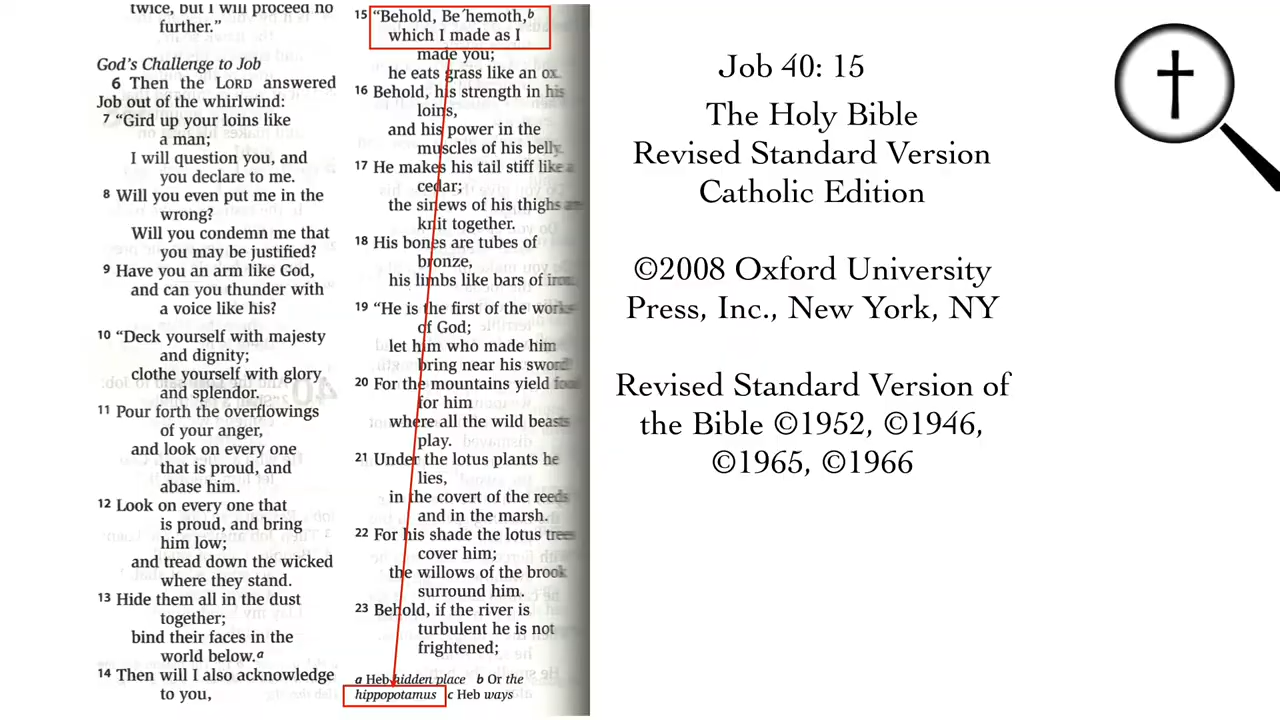 twice, but I will proceed no
further.”
God's Challenge to Job
6 Then the LORD answered
Job out of the whirlwind:
7 “Gird up your loins like
a man;
I will question you, and
you declare to me.
8 Will you even put me in the
wrong?
Will you condemn me that
you may be justified?
9 Have you an arm like God,
and can you thunder with
a voice like his?
10 “Deck yourself with majesty
and dignity;
clothe yourself with glory
and splendor.
11 Pour forth the overflowings
of your anger,
and look on every one
that is proud, and
abase him.
12 Look on every one that
is proud, and bring
him low;
and tread down the wicked
where they stand.
13 Hide them all in the dust
together;
bind their faces in the
world below.a
14 Then will I also acknowledge
to you,
15 “Behold, Be´hemoth,b
which I made as I
made you;
he eats grass like an ox.
16 Behold, his strength in his
loins,
and his power in the
muscles of his belly.
17 He makes his tail stiff like a
cedar;
the sinews of his thighs are
knit together.
18 His bones are tubes of
bronze,
his limbs like bars of iron.
19 “He is the first of the works
of God;
let him who made him
bring near his sword!
20 For the mountains yield food
for him
where all the wild beasts
play.
21 Under the lotus plants he
lies,
in the covert of the reeds
and in the marsh.
22 For his shade the lotus trees
cover him;
the willows of the brook
surround him.
23 Behold, if the river is
turbulent he is not
frightened;
a Heb hidden place b Or the
hippopotamus c Heb ways
Job 40: 15
The Holy Bible
Revised Standard Version
Catholic Edition
©2008 Oxford University
Press, Inc., New York, NY
Revised Standard Version of
the Bible ©1952, ©1946,
©1965, ©1966